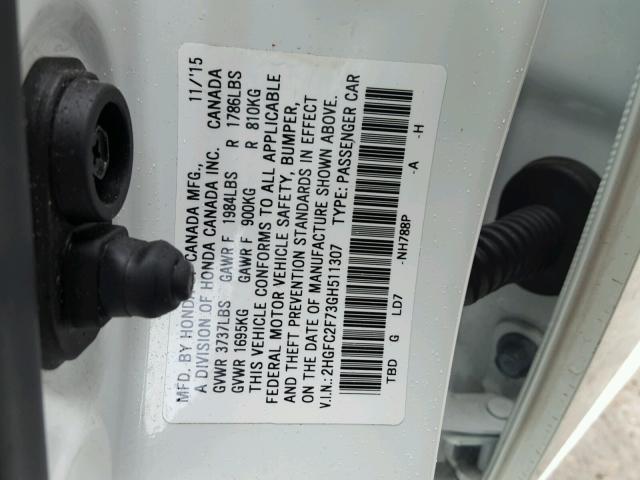 MFD. BY HONDA CANADA MFG., 11/'15
A DIVISION OF HONDA CANADA INC. CANADA
GVWR 3737LBS GAWR F 1984LBS R 1786LBS
GVWR 1695KG GAWR F 900KG R 810KG
THIS VEHICLE CONFORMS TO ALL APPLICABLE
FEDERAL MOTOR VEHICLE SAFETY, BUMPER,
AND THEFT PREVENTION STANDARDS IN EFFECT
ON THE DATE OF MANUFACTURE SHOWN ABOVE.
V.I.N.: 2HGFC2F73GH511307 TYPE: PASSENGER CAR
TBD G LD7 -NH788P -A -H